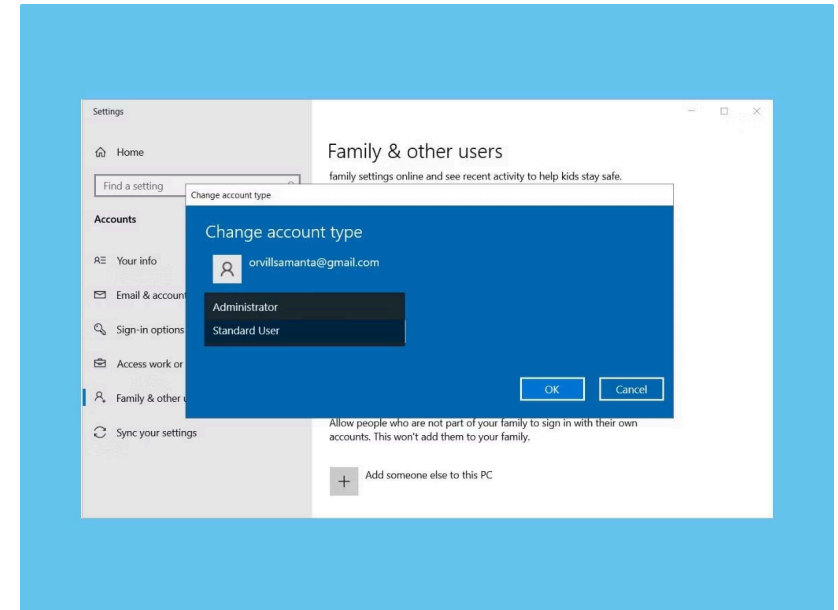 Settings
Home
Find a setting
Accounts
Your info
Email & account
Sign-in options
Access work or
Family & other
Sync your settings
Family & other users
family settings online and see recent activity to help kids stay safe.
Change account type
Change account type
orvillsamanta@gmail.com
Administrator
Standard User
OK
Cancel
Allow people who are not part of your family to sign in with their own
accounts. This won't add them to your family.
Add someone else to this PC